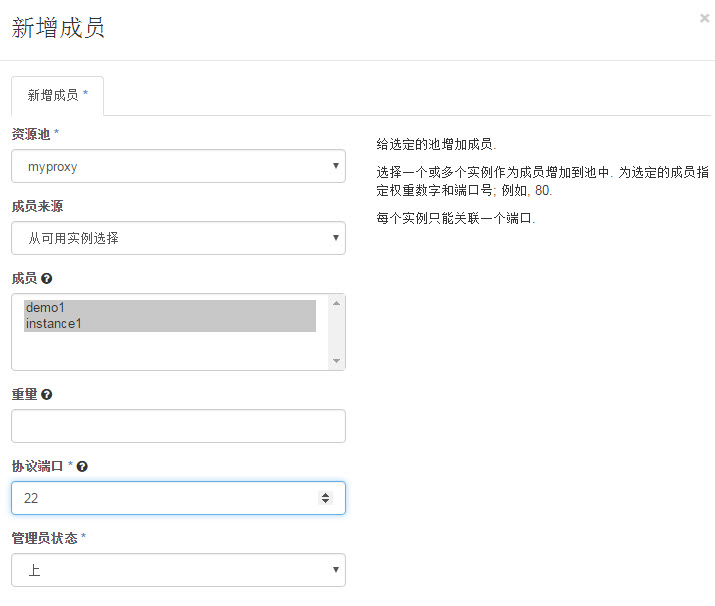 新增成员
×
新增成员 *
资源池 *
myproxy
成员来源
从可用实例选择
成员
demo1
instance1
重量
协议端口 *
22
管理员状态 *
上
给选定的池增加成员.
选择一个或多个实例作为成员增加到池中. 为选定的成员指
定权重数字和端口号; 例如, 80.
每个实例只能关联一个端口.